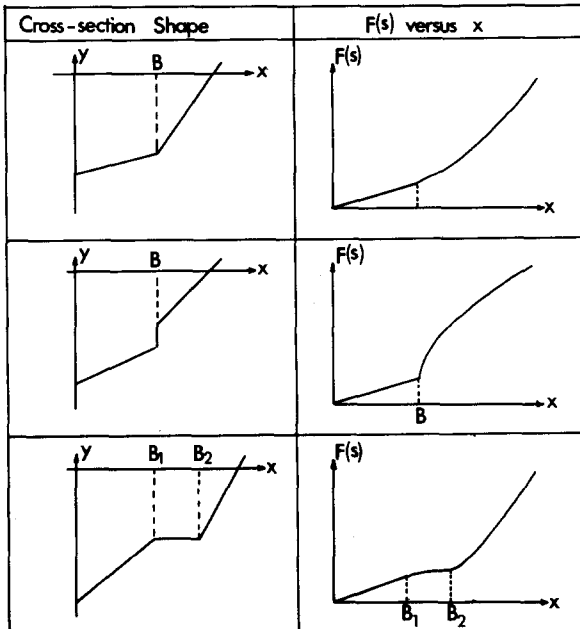 Cross-section Shape
F(s) versus x
y
B
x
F(s)
x
y
B
x
F(s)
B
x
y
B1 B2
x
F(s)
B1 B2
x